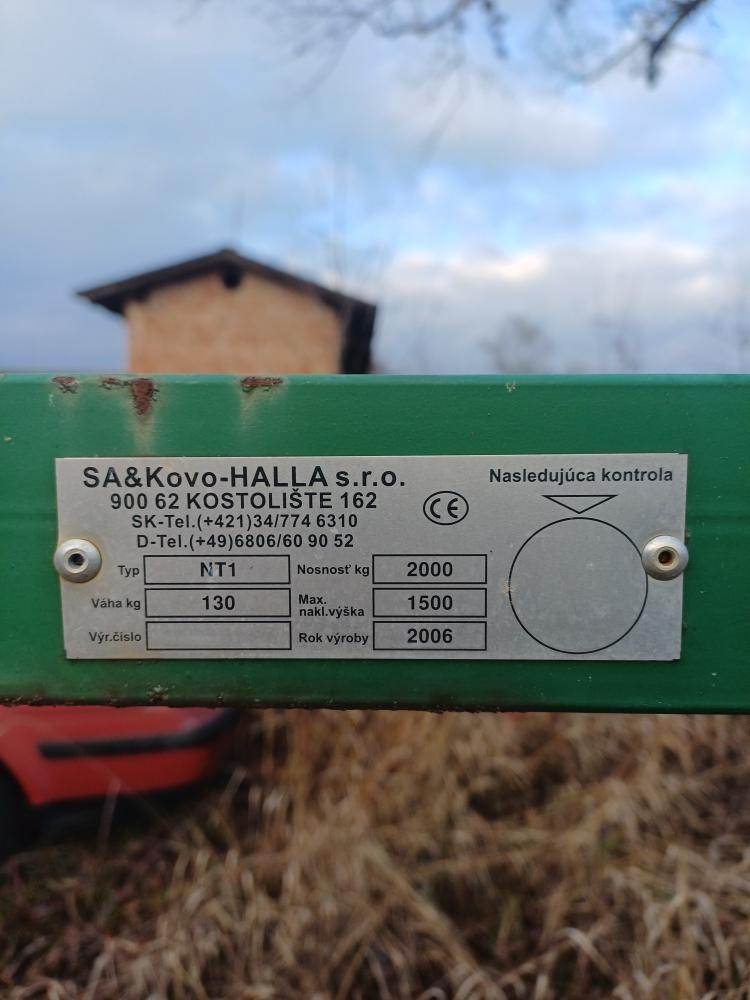 SA&Kovo-HALLA s.r.o.
900 62 KOSTOLIŠTE 162
SK-Tel.(+421)34/774 6310
D-Tel.(+49)6806/60 90 52
CE
Nasledujúca kontrola
Typ NT1 Nosnosť kg 2000
Váha kg 130 Max. nakl.výška 1500
Výr.číslo Rok výroby 2006